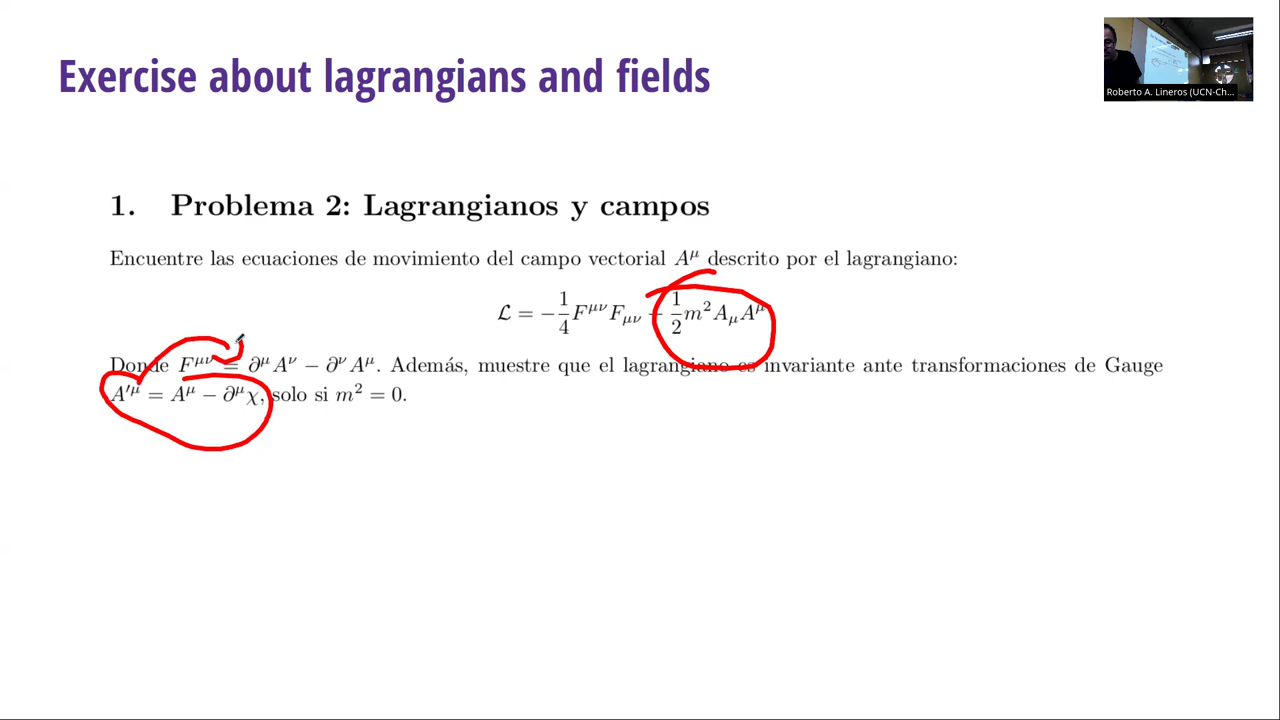 Exercise about lagrangians and fields
Roberto A. Lineros (UCN-Ch...
1. Problema 2: Lagrangianos y campos
Encuentre las ecuaciones de movimiento del campo vectorial A^μ descrito por el lagrangiano:
ℒ = −1/4 F^{μν}F_{μν} − 1/2 m²A_μA^μ
Donde F^{μν} = ∂^μA^ν − ∂^νA^μ. Además, muestre que el lagrangiano es invariante ante transformaciones de Gauge
A′^μ = A^μ − ∂^μχ, solo si m² = 0.